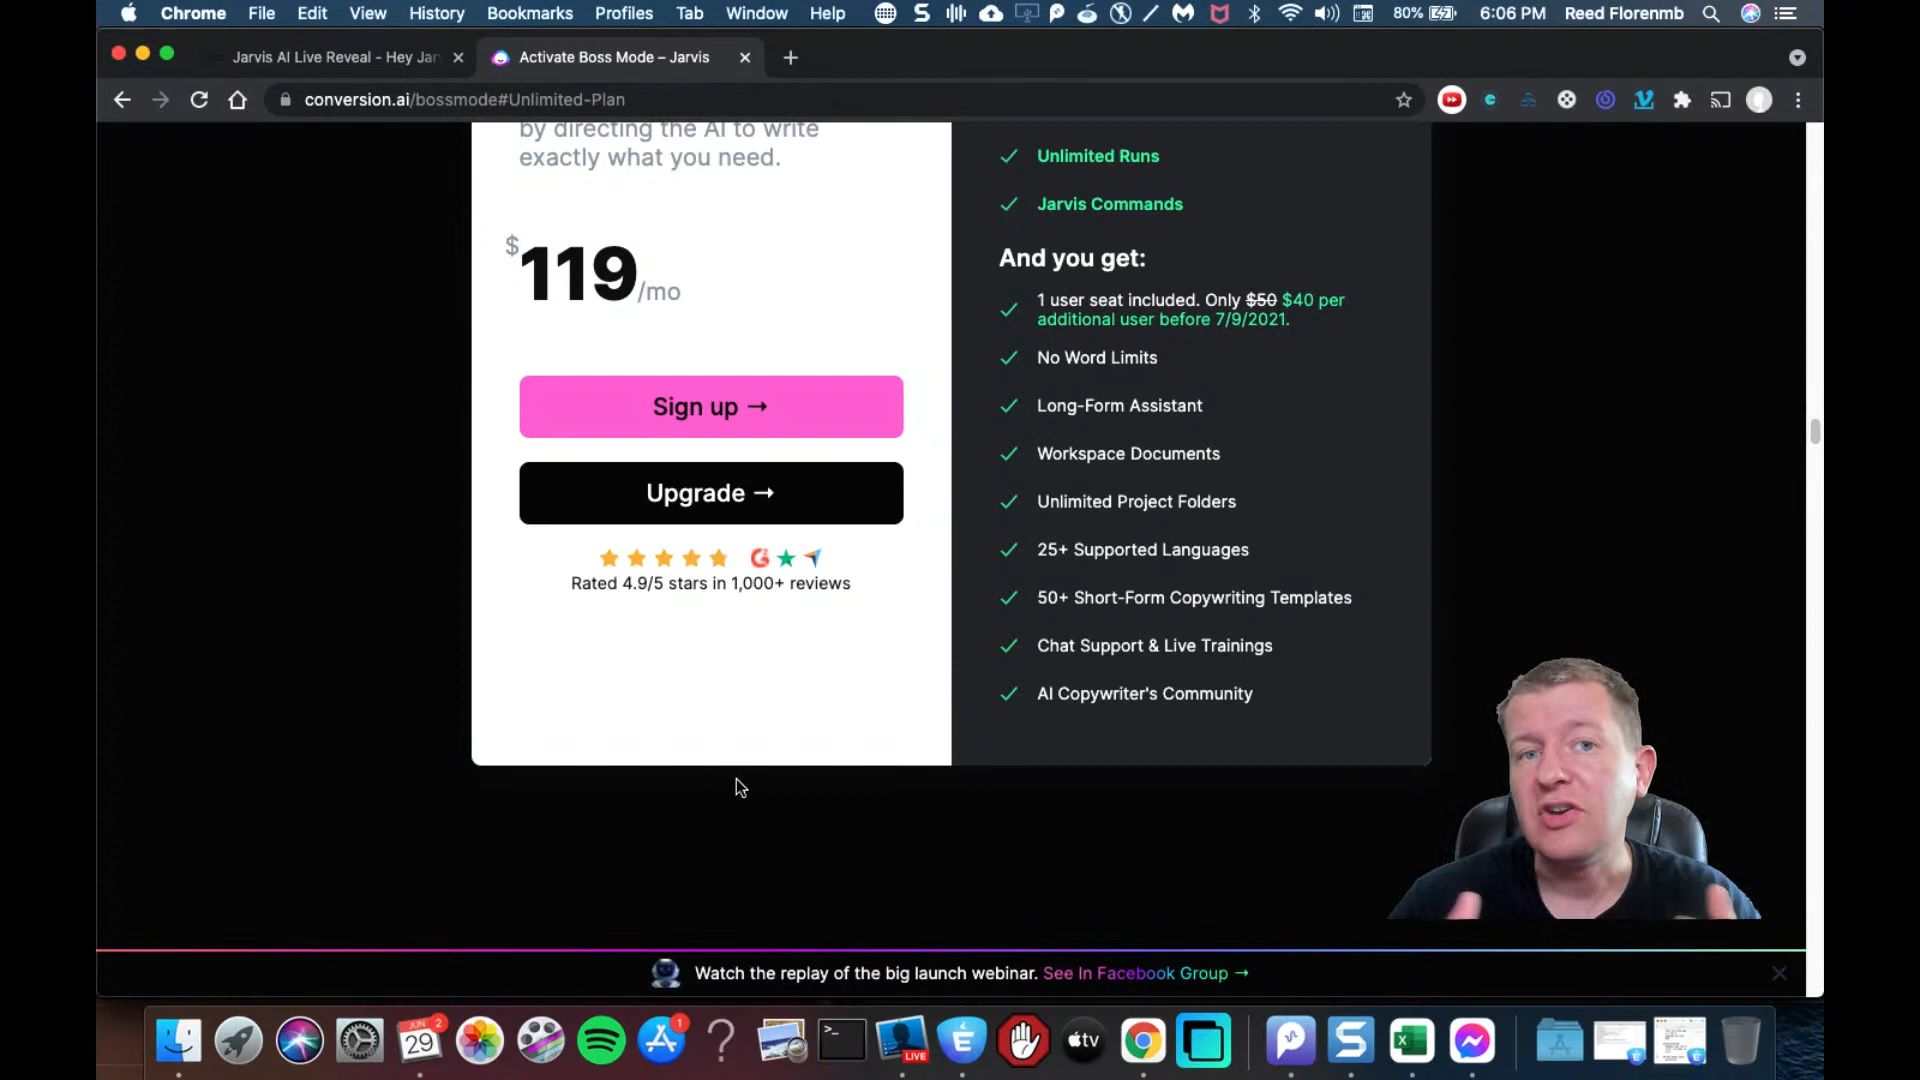 Chrome File Edit View History Bookmarks Profiles Tab Window Help 80% 6:06 PM Reed Florenmb
Jarvis AI Live Reveal - Hey Jar
Activate Boss Mode – Jarvis
conversion.ai/bossmode#Unlimited-Plan
by directing the AI to write
exactly what you need.
$119/mo
Sign up →
Upgrade →
Rated 4.9/5 stars in 1,000+ reviews
Unlimited Runs
Jarvis Commands
And you get:
1 user seat included. Only $50 $40 per
additional user before 7/9/2021.
No Word Limits
Long-Form Assistant
Workspace Documents
Unlimited Project Folders
25+ Supported Languages
50+ Short-Form Copywriting Templates
Chat Support & Live Trainings
AI Copywriter's Community
Watch the replay of the big launch webinar. See In Facebook Group →
JUN 2
29
1
LIVE
tv